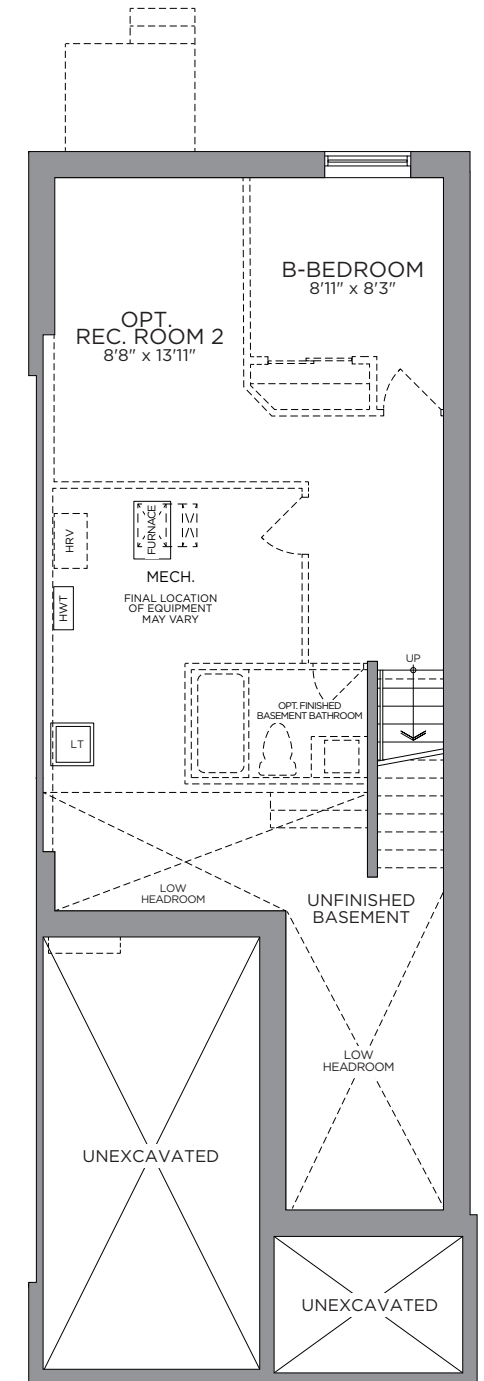 B-BEDROOM
8'11" x 8'3"
OPT.
REC. ROOM 2
8'8" x 13'11"
HRV
FURNACE
MECH.
HWT
FINAL LOCATION
OF EQUIPMENT
MAY VARY
UP
OPT. FINISHED
BASEMENT BATHROOM
LT
LOW
HEADROOM
UNFINISHED
BASEMENT
LOW
HEADROOM
UNEXCAVATED
UNEXCAVATED